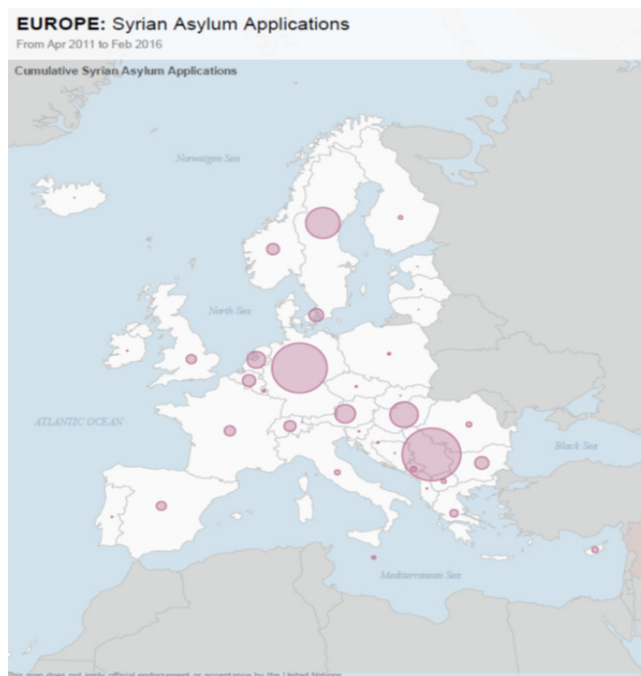 EUROPE: Syrian Asylum Applications
From Apr 2011 to Feb 2016
Cumulative Syrian Asylum Applications
Norweigen Sea
North Sea
ATLANTIC OCEAN
Black Sea
Mediterranean Sea
This map does not imply official endorsement or acceptance by the United Nations